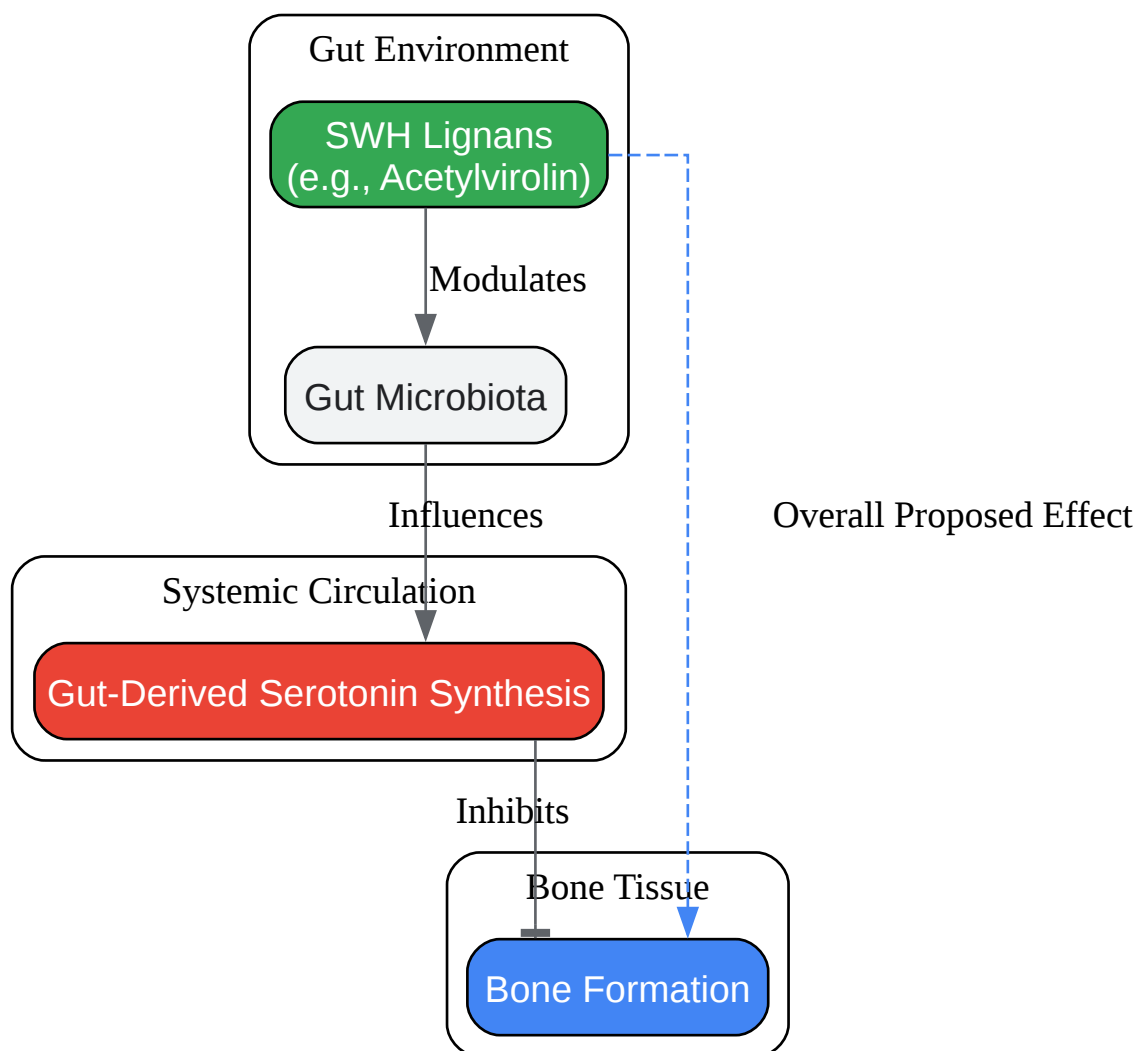 Gut Environment
SWH Lignans
(e.g., Acetylvirolin)
Modulates
Gut Microbiota
Influences
Overall Proposed Effect
Systemic Circulation
Gut-Derived Serotonin Synthesis
Inhibits
Bone Tissue
Bone Formation